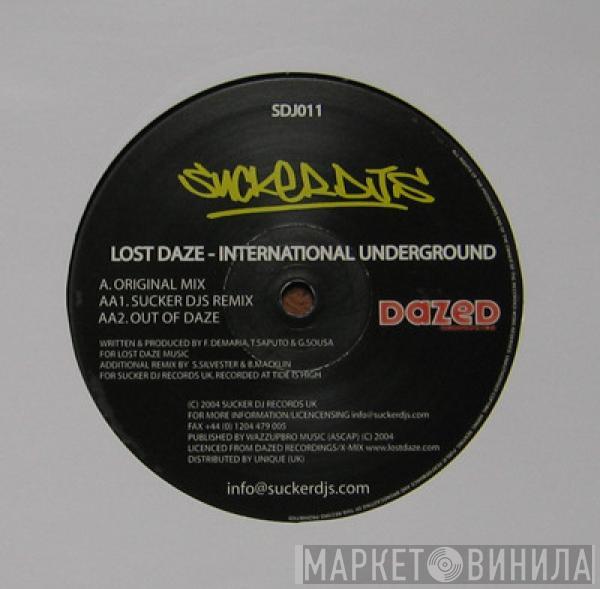 SDJ011
SUCKERDJS
LOST DAZE - INTERNATIONAL UNDERGROUND
A. ORIGINAL MIX
AA1. SUCKER DJS REMIX
AA2. OUT OF DAZE
DAZED
WRITTEN & PRODUCED BY F. DEMARIA, T. SAPUTO & G.SOUSA
FOR LOST DAZE MUSIC
ADDITIONAL REMIX BY S.SILVESTER & B.MACKLIN
FOR SUCKER DJ RECORDS UK. RECORDED AT TIDE IS HIGH
(C) 2004 SUCKER DJ RECORDS UK
FOR MORE INFORMATION/LICENCENSING info@suckerdjs.com
FAX +44 (0) 1204 479 005
PUBLISHED BY WAZZUPBRO MUSIC (ASCAP) (C) 2004
LICENCED FROM DAZED RECORDINGS/X-MIX www.lostdaze.com
DISTRIBUTED BY UNIQUE (UK)
info@suckerdjs.com
МАРКЕТ ВИНИЛА